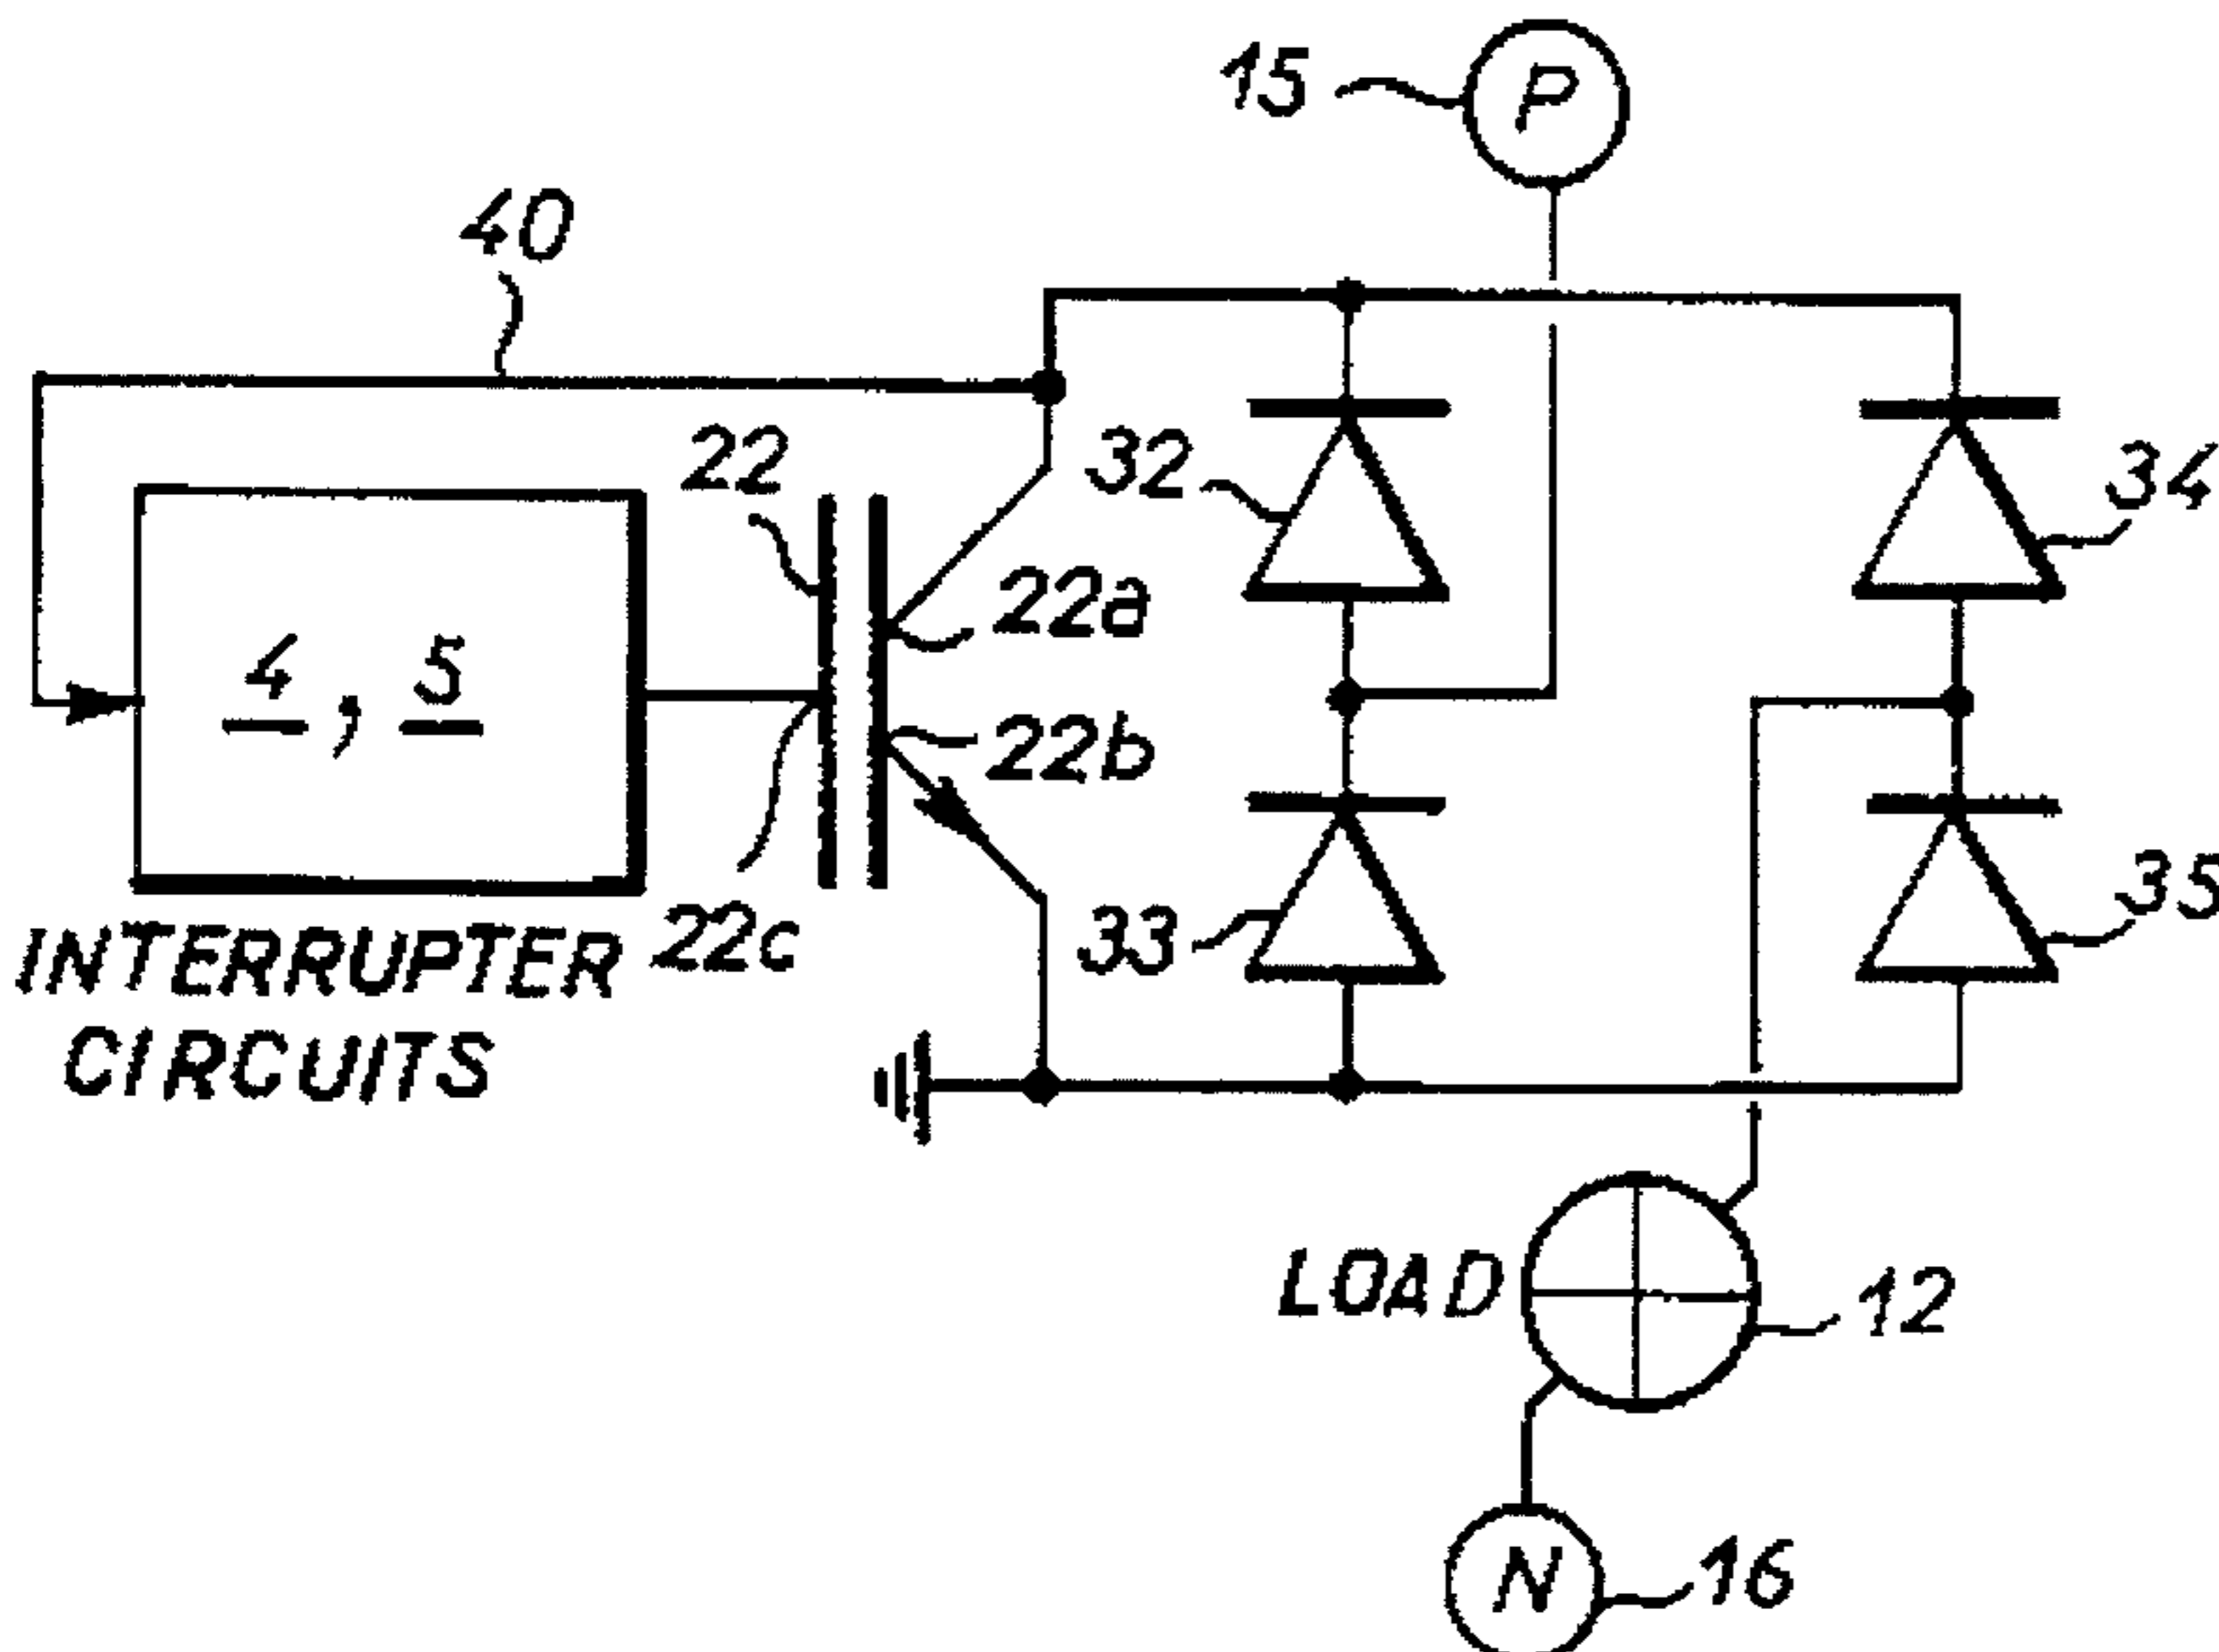 15
P
40
22
32
34
22a
4, 5
22b
33
35
22c
INTERRUPTER
CIRCUITS
LOAD
12
N
16